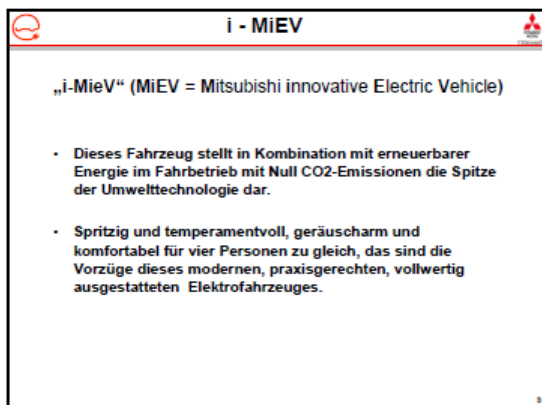 i - MiEV
„i-MieV“ (MiEV = Mitsubishi innovative Electric Vehicle)
• Dieses Fahrzeug stellt in Kombination mit erneuerbarer
Energie im Fahrbetrieb mit Null CO2-Emissionen die Spitze
der Umwelttechnologie dar.
• Spritzig und temperamentvoll, geräuscharm und
komfortabel für vier Personen zu gleich, das sind die
Vorzüge dieses modernen, praxisgerechten, vollwertig
ausgestatteten Elektrofahrzeuges.